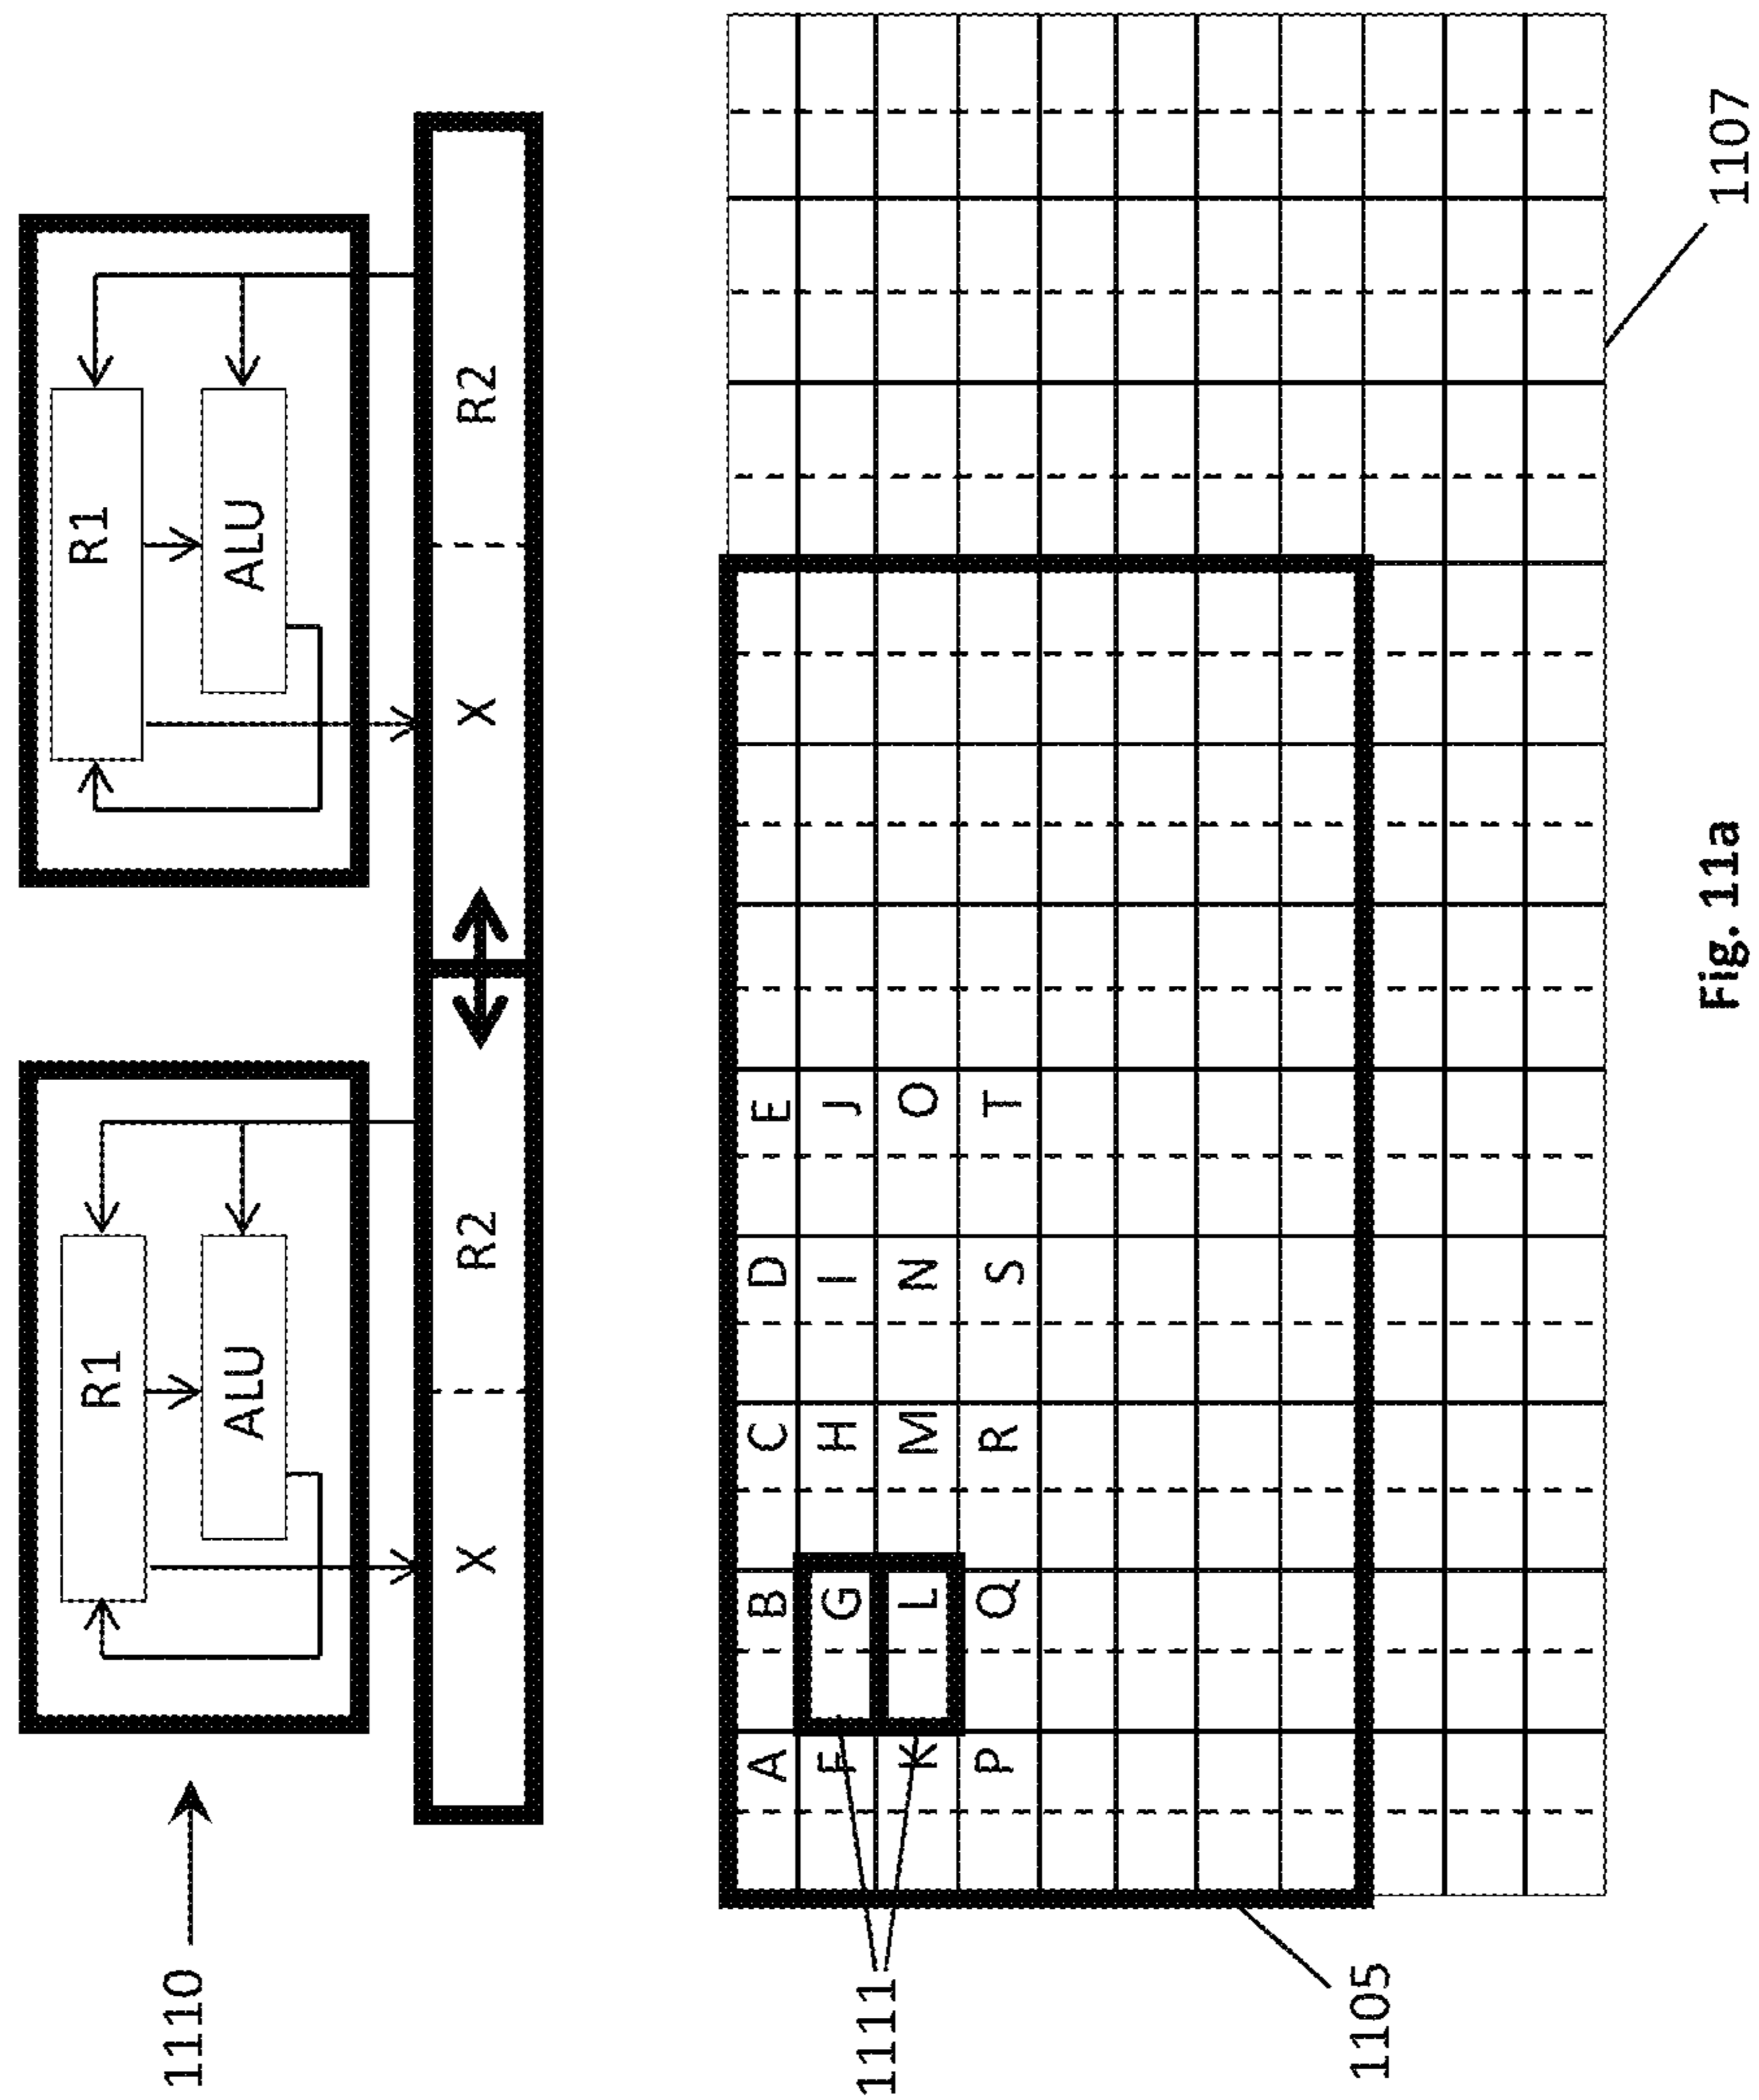 R1 R1
1110 ALU ALU
X R2 X R2
A B C D E
F G H I J
1111
K L M N O
P Q R S T
1105
1107
Fig. 11a